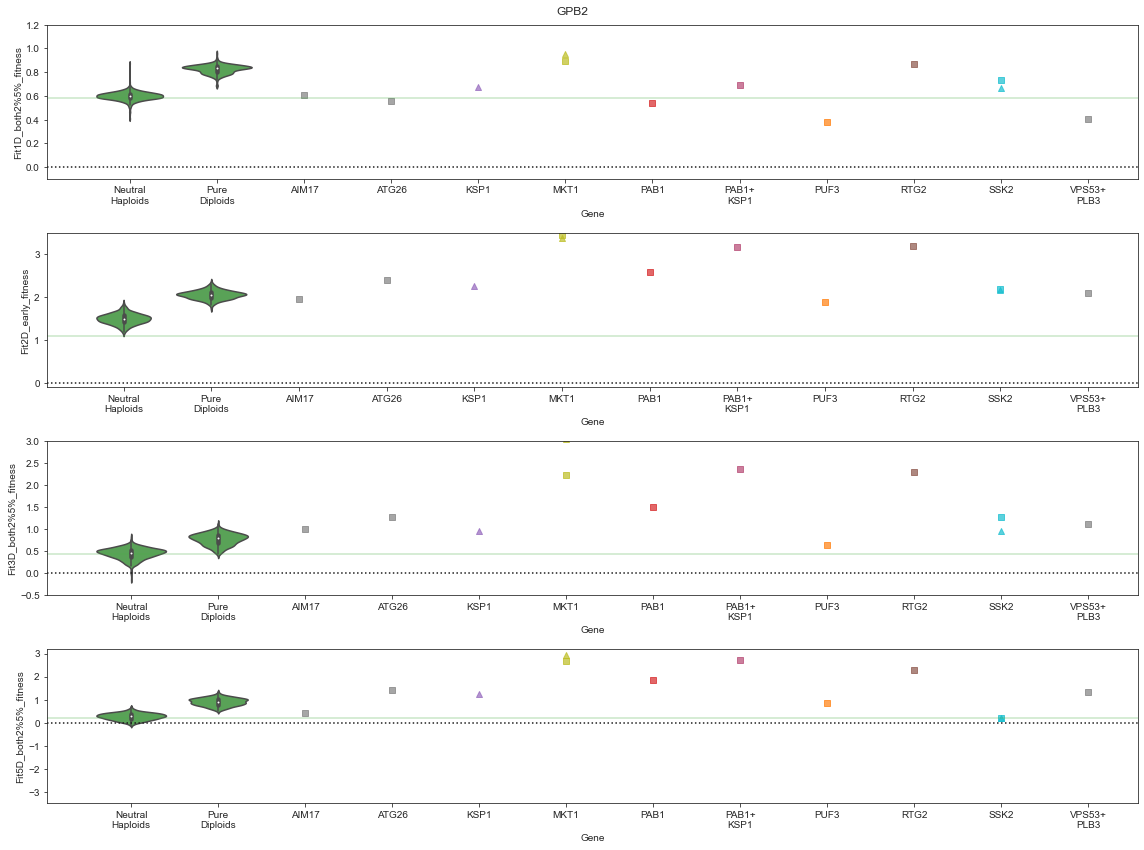 GPB2
Fit1D_both2%5%_fitness
1.2
1.0
0.8
0.6
0.4
0.2
0.0
Neutral Pure AIM17 ATG26 KSP1 MKT1 PAB1 PAB1+ PUF3 RTG2 SSK2 VPS53+
Haploids Diploids KSP1 PLB3
Gene
Fit2D_early_fitness
3
2
1
0
Neutral Pure AIM17 ATG26 KSP1 MKT1 PAB1 PAB1+ PUF3 RTG2 SSK2 VPS53+
Haploids Diploids KSP1 PLB3
Gene
Fit3D_both2%5%_fitness
3.0
2.5
2.0
1.5
1.0
0.5
0.0
−0.5
Neutral Pure AIM17 ATG26 KSP1 MKT1 PAB1 PAB1+ PUF3 RTG2 SSK2 VPS53+
Haploids Diploids KSP1 PLB3
Gene
Fit5D_both2%5%_fitness
3
2
1
0
−1
−2
−3
Neutral Pure AIM17 ATG26 KSP1 MKT1 PAB1 PAB1+ PUF3 RTG2 SSK2 VPS53+
Haploids Diploids KSP1 PLB3
Gene